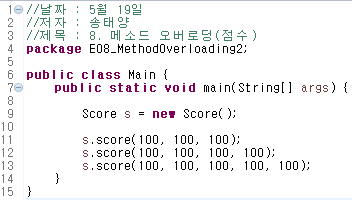 1 //날짜 : 5월 19일
2 //저자 : 송태양
3 //제목 : 8. 메소드 오버로딩(점수)
4 package E08_MethodOverloading2;
5
6 public class Main {
7 public static void main(String[] args) {
8
9 Score s = new Score();
10
11 s.score(100, 100, 100);
12 s.score(100, 100, 100, 100);
13 s.score(100, 100, 100, 100, 100);
14 }
15 }